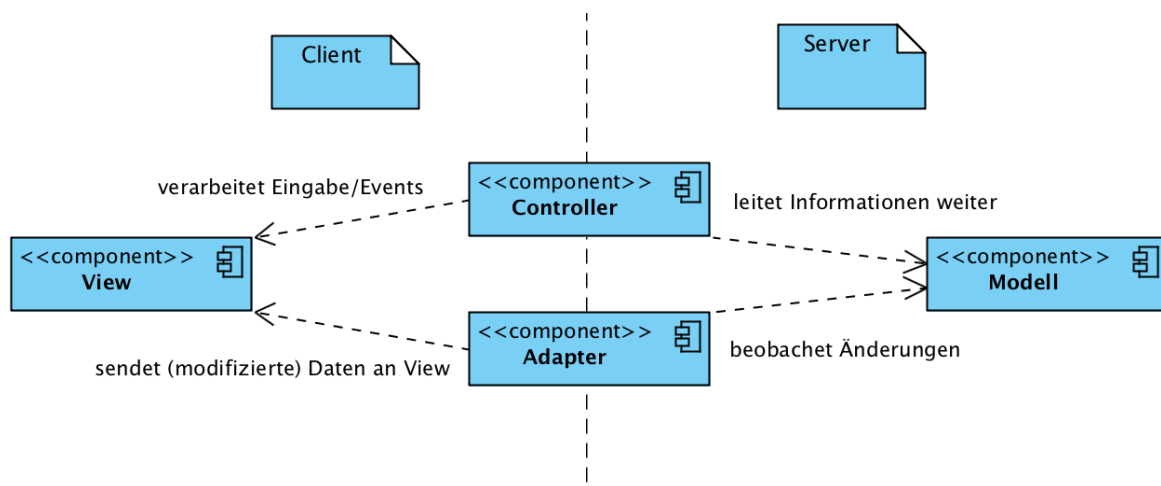 Client
Server
<<component>>
Controller
verarbeitet Eingabe/Events
leitet Informationen weiter
<<component>>
View
<<component>>
Modell
<<component>>
Adapter
sendet (modifizierte) Daten an View
beobachet Änderungen